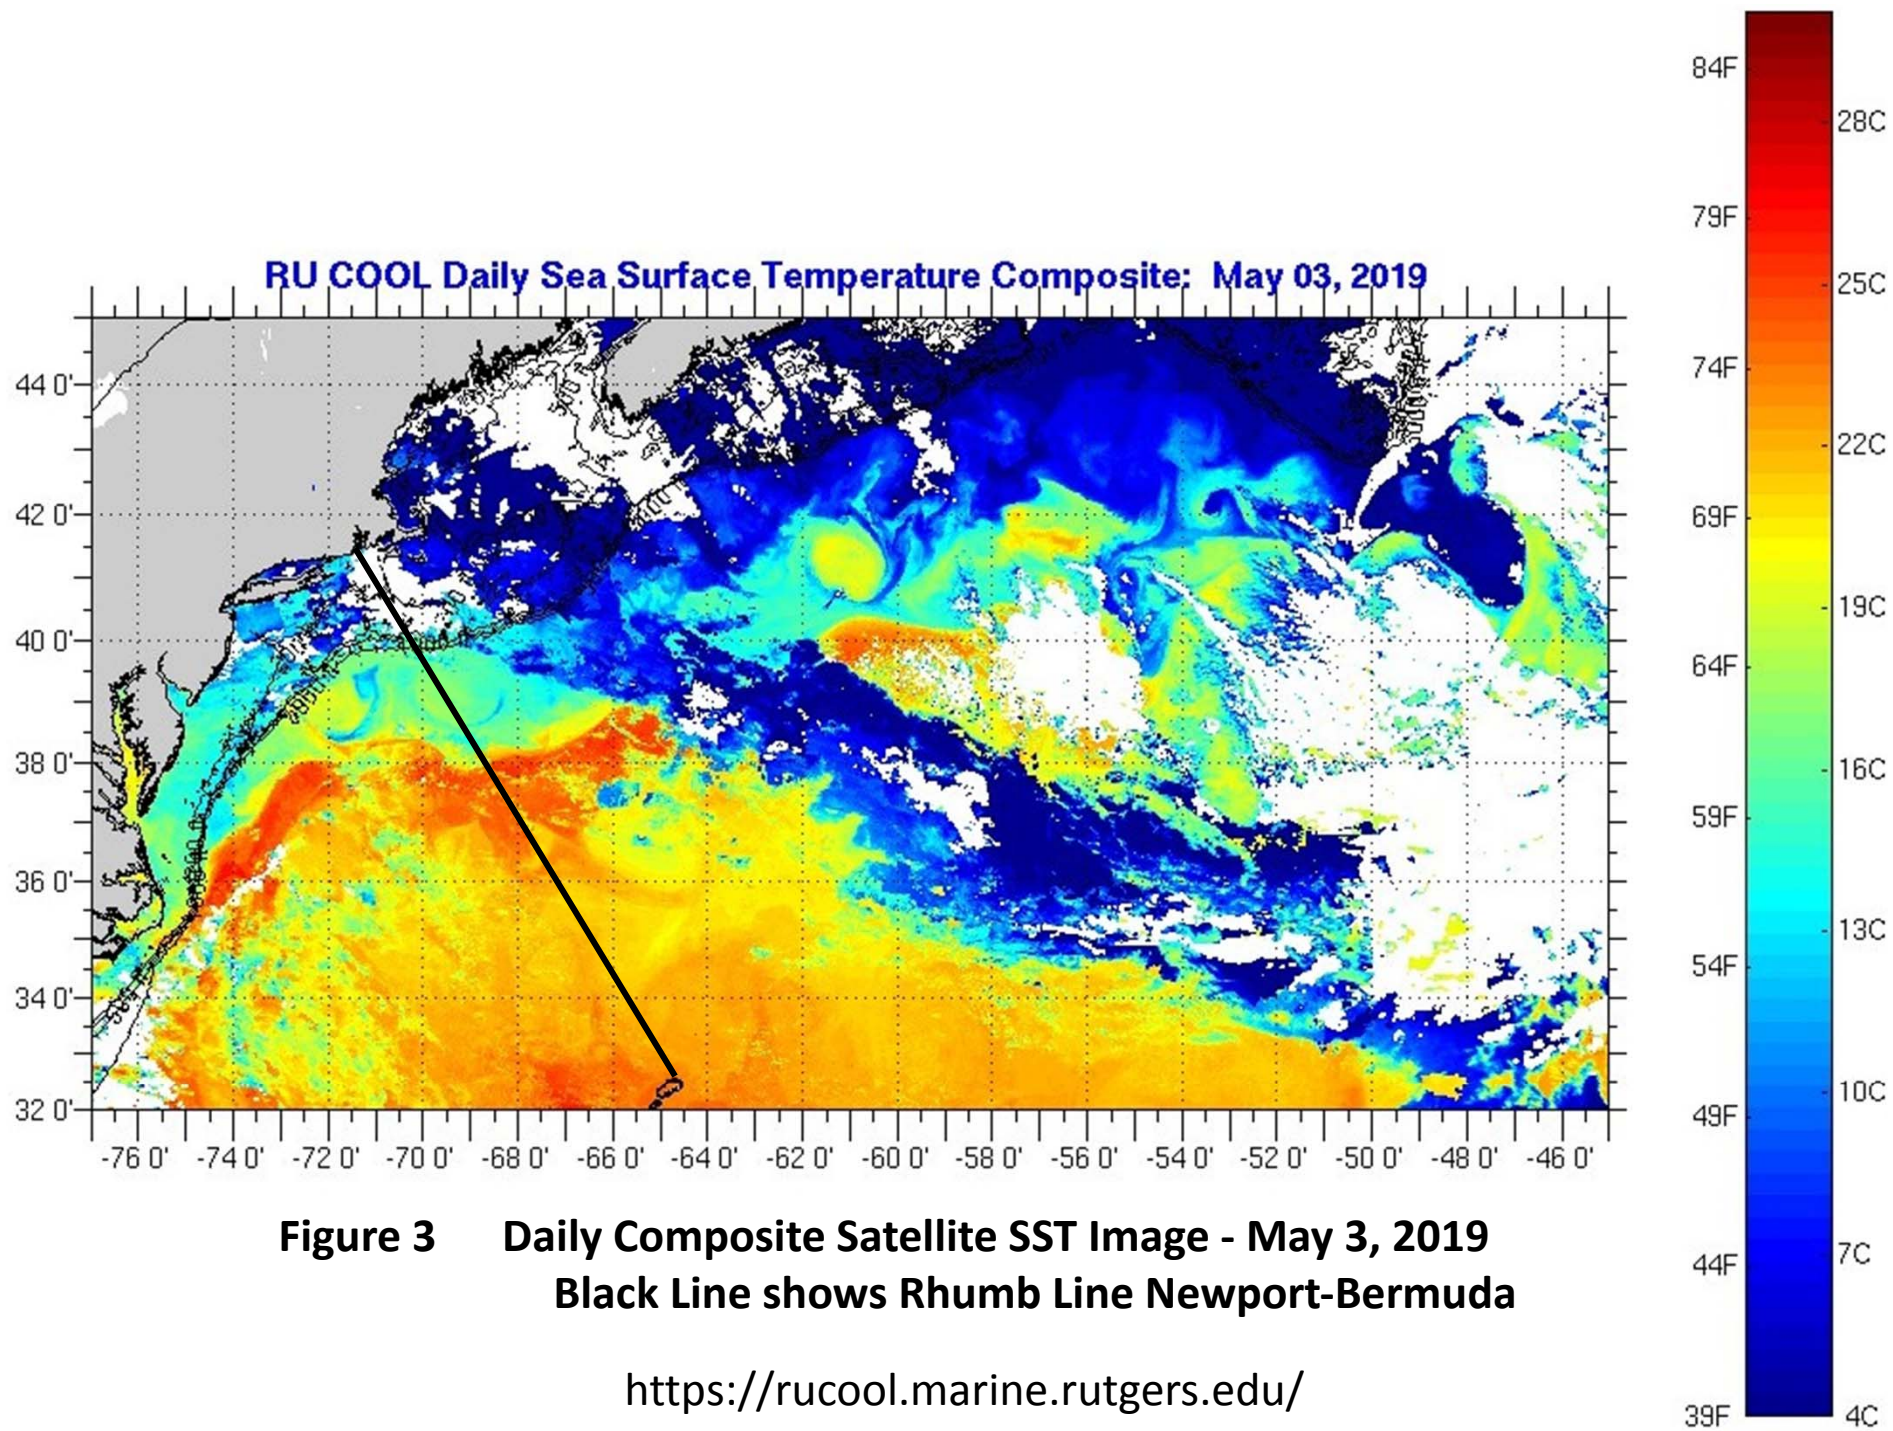 84F
28C
79F
RU COOL Daily Sea Surface Temperature Composite: May 03, 2019
25C
74F
44 0'
22C
42 0'
69F
19C
40 0'
64F
38 0'
16C
59F
36 0'
13C
54F
34 0'
10C
49F
32 0'
-76 0' -74 0' -72 0' -70 0' -68 0' -66 0' -64 0' -62 0' -60 0' -58 0' -56 0' -54 0' -52 0' -50 0' -48 0' -46 0'
Figure 3 Daily Composite Satellite SST Image - May 3, 2019
7C
44F
Black Line shows Rhumb Line Newport-Bermuda
https://rucool.marine.rutgers.edu/
39F
4C